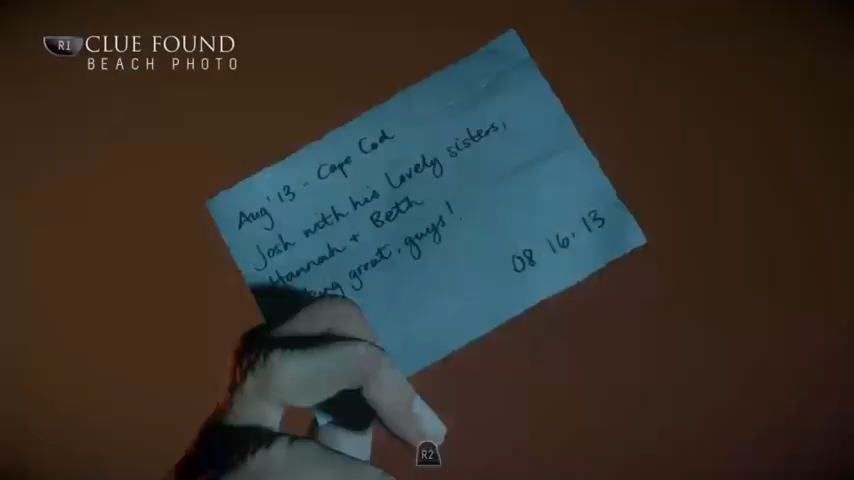 R1 CLUE FOUND
BEACH PHOTO
Aug '13 - Cape Cod
Josh with his lovely sisters,
Hannah + Beth
great, guys!
08 16. 13
R2